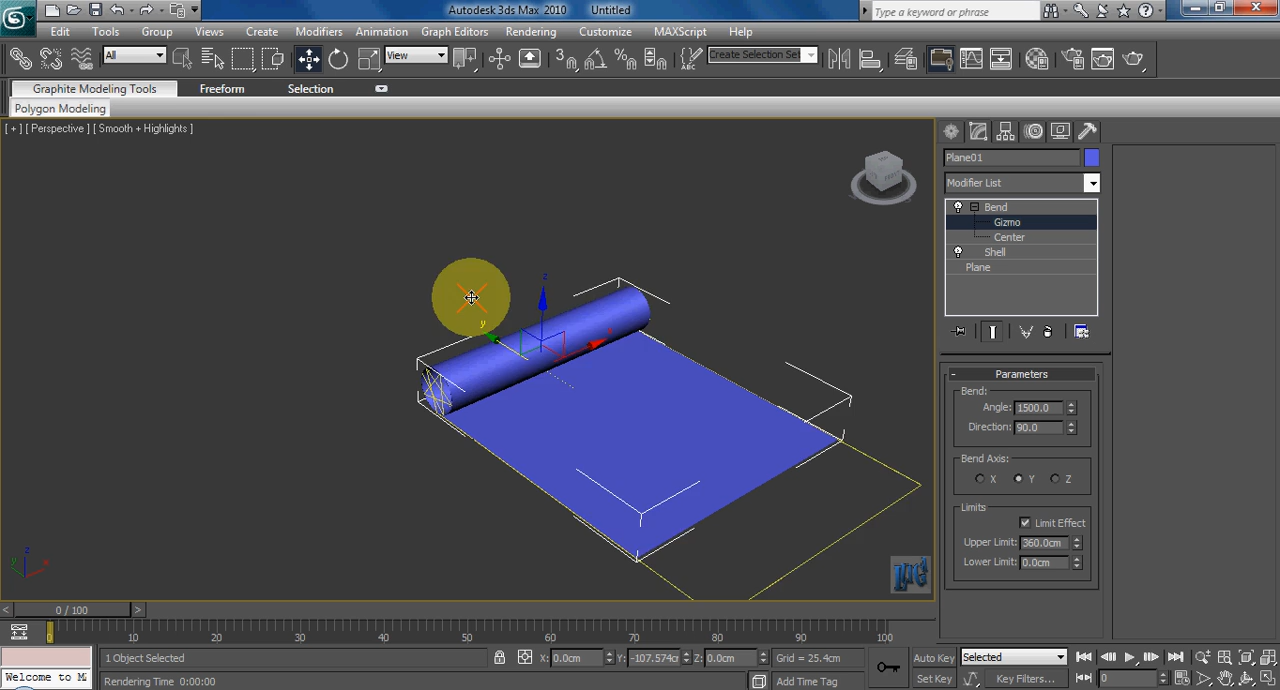 Autodesk 3ds Max 2010 Untitled
Type a keyword or phrase
Edit Tools Group Views Create Modifiers Animation Graph Editors Rendering Customize MAXScript Help
All View Create Selection Set
Graphite Modeling Tools Freeform Selection
Polygon Modeling
[ + ] [ Perspective ] [ Smooth + Highlights ]
Plane01
Modifier List
Bend
Gizmo
Center
Shell
Plane
Parameters
Bend:
Angle: 1500.0
Direction: 90.0
Bend Axis:
X Y Z
Limits
Limit Effect
Upper Limit: 360.0cm
Lower Limit: 0.0cm
z
y
0 / 100
0 10 20 30 40 50 60 70 80 90 100
1 Object Selected X: 0.0cm Y: -107.574c Z: 0.0cm Grid = 25.4cm Auto Key Selected
Welcome to M Rendering Time 0:00:00 Add Time Tag Set Key Key Filters... 0